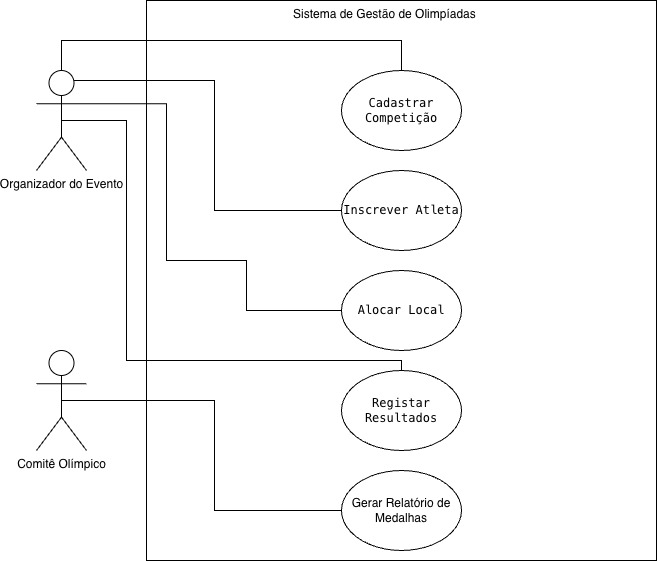 Sistema de Gestão de Olimpíadas
Cadastrar
Competição
Organizador do Evento
Inscrever Atleta
Alocar Local
Registar
Resultados
Comitê Olímpico
Gerar Relatório de
Medalhas